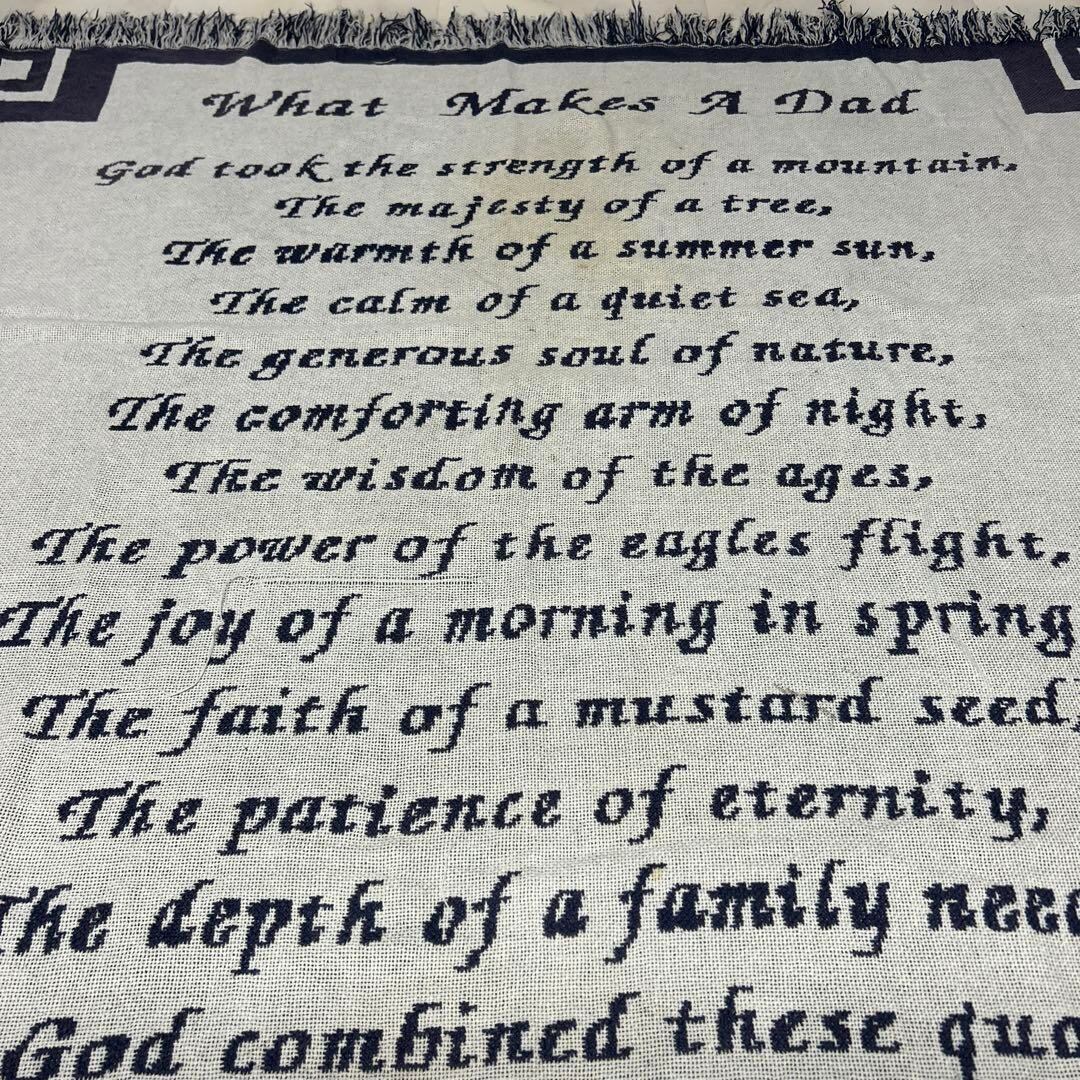 What Makes A Dad
God took the strength of a mountain.
The majesty of a tree,
The warmth of a summer sun,
The calm of a quiet sea,
The generous soul of nature,
The comforting arm of night,
The wisdom of the ages,
The power of the eagles flight,
The joy of a morning in spring
The faith of a mustard seed,
The patience of eternity,
The depth of a family need
God combined these qua